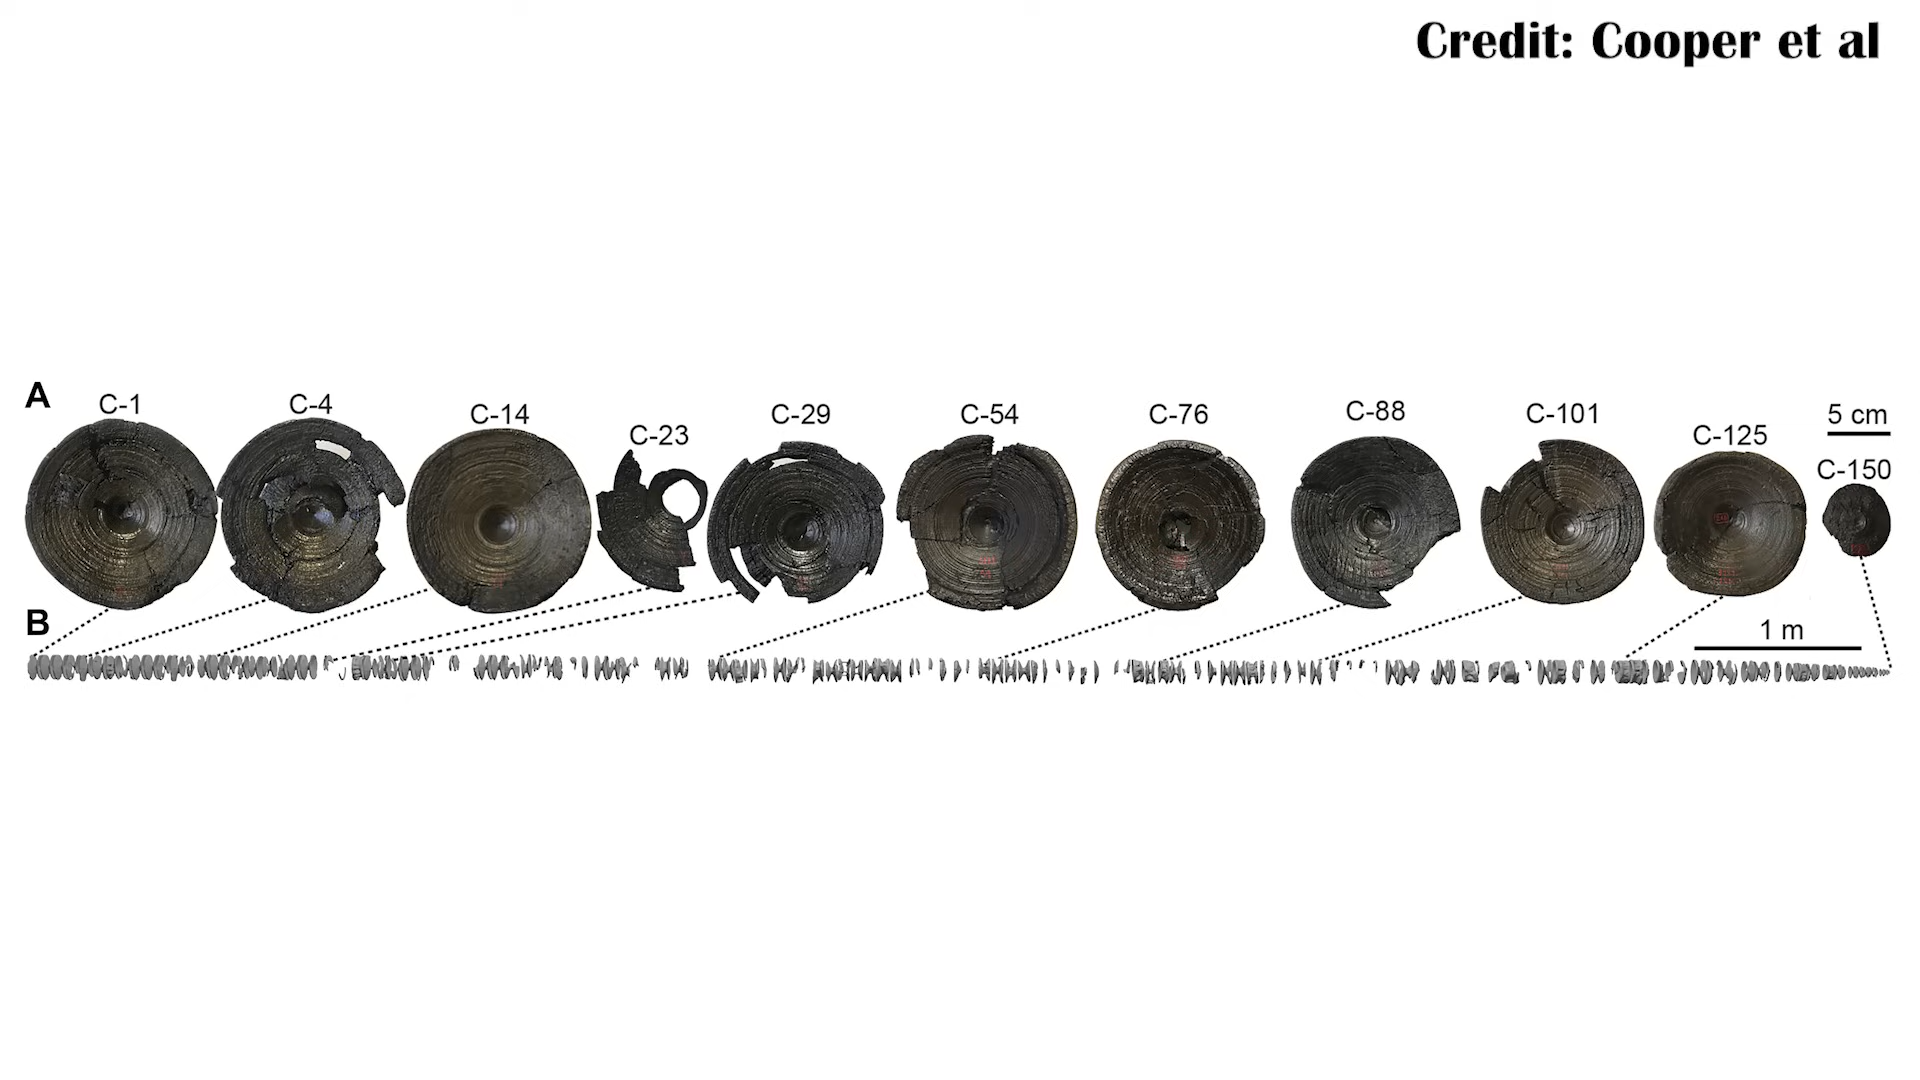 Credit: Cooper et al
A
C-1
C-4
C-14
C-23
C-29
C-54
C-76
C-88
C-101
C-125
5 cm
C-150
B
1 m